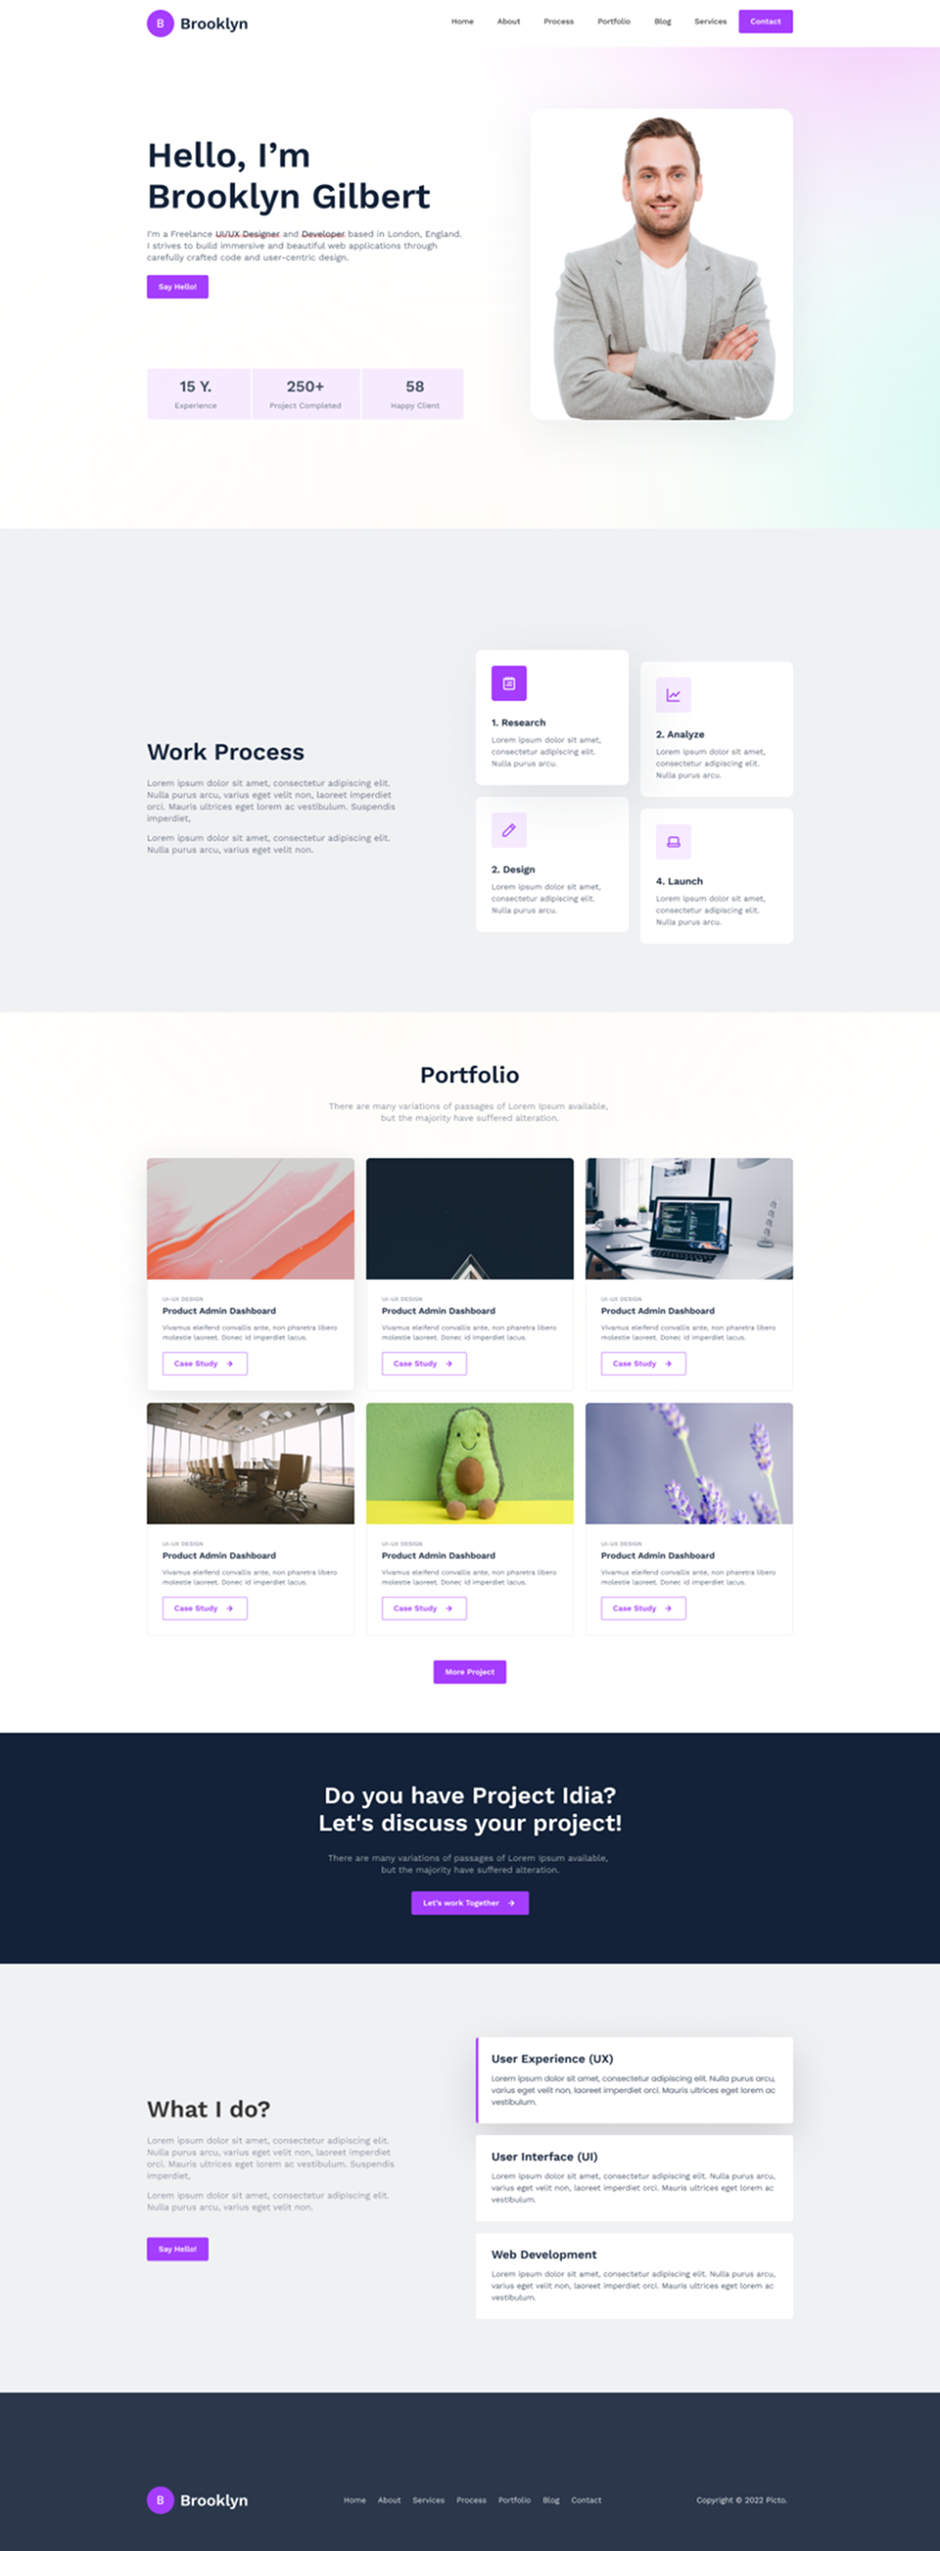 B Brooklyn
Home About Process Portfolio Blog Services Contact
Hello, I’m
Brooklyn Gilbert
I'm a Freelance UI/UX Designer and Developer based in London, England.
I strives to build immersive and beautiful web applications through
carefully crafted code and user-centric design.
Say Hello!
15 Y.
Experience
250+
Project Completed
58
Happy Client
Work Process
Lorem ipsum dolor sit amet, consectetur adipiscing elit.
Nulla purus arcu, varius eget velit non, laoreet imperdiet
orci. Mauris ultrices eget lorem ac vestibulum. Suspendis
imperdiet,
Lorem ipsum dolor sit amet, consectetur adipiscing elit.
Nulla purus arcu, varius eget velit non.
1. Research
Lorem ipsum dolor sit amet,
consectetur adipiscing elit.
Nulla purus arcu.
2. Analyze
Lorem ipsum dolor sit amet,
consectetur adipiscing elit.
Nulla purus arcu.
2. Design
Lorem ipsum dolor sit amet,
consectetur adipiscing elit.
Nulla purus arcu.
4. Launch
Lorem ipsum dolor sit amet,
consectetur adipiscing elit.
Nulla purus arcu.
Portfolio
There are many variations of passages of Lorem Ipsum available,
but the majority have suffered alteration.
UI-UX DESIGN
Product Admin Dashboard
Vivamus eleifend convallis ante, non pharetra libero
molestie laoreet. Donec id imperdiet lacus.
Case Study
UI-UX DESIGN
Product Admin Dashboard
Vivamus eleifend convallis ante, non pharetra libero
molestie laoreet. Donec id imperdiet lacus.
Case Study
UI-UX DESIGN
Product Admin Dashboard
Vivamus eleifend convallis ante, non pharetra libero
molestie laoreet. Donec id imperdiet lacus.
Case Study
UI-UX DESIGN
Product Admin Dashboard
Vivamus eleifend convallis ante, non pharetra libero
molestie laoreet. Donec id imperdiet lacus.
Case Study
UI-UX DESIGN
Product Admin Dashboard
Vivamus eleifend convallis ante, non pharetra libero
molestie laoreet. Donec id imperdiet lacus.
Case Study
UI-UX DESIGN
Product Admin Dashboard
Vivamus eleifend convallis ante, non pharetra libero
molestie laoreet. Donec id imperdiet lacus.
Case Study
More Project
Do you have Project Idia?
Let's discuss your project!
There are many variations of passages of Lorem Ipsum available,
but the majority have suffered alteration.
Let's work Together
What I do?
Lorem ipsum dolor sit amet, consectetur adipiscing elit.
Nulla purus arcu, varius eget velit non, laoreet imperdiet
orci. Mauris ultrices eget lorem ac vestibulum. Suspendis
imperdiet,
Lorem ipsum dolor sit amet, consectetur adipiscing elit.
Nulla purus arcu, varius eget velit non.
Say Hello!
User Experience (UX)
Lorem ipsum dolor sit amet, consectetur adipiscing elit. Nulla purus arcu,
varius eget velit non, laoreet imperdiet orci. Mauris ultrices eget lorem ac
vestibulum.
User Interface (UI)
Lorem ipsum dolor sit amet, consectetur adipiscing elit. Nulla purus arcu,
varius eget velit non, laoreet imperdiet orci. Mauris ultrices eget lorem ac
vestibulum.
Web Development
Lorem ipsum dolor sit amet, consectetur adipiscing elit. Nulla purus arcu,
varius eget velit non, laoreet imperdiet orci. Mauris ultrices eget lorem ac
vestibulum.
B Brooklyn
Home About Services Process Portfolio Blog Contact
Copyright © 2022 Picto.